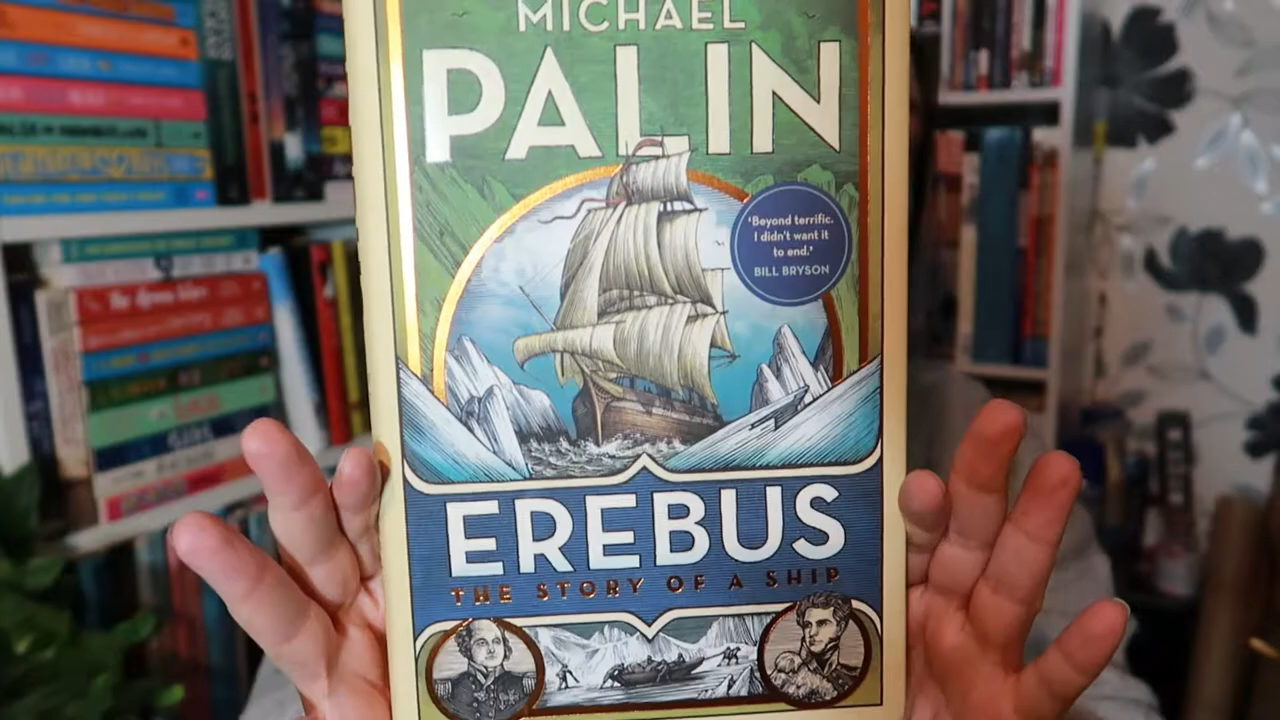 MICHAEL
PALIN
'Beyond terrific.
I didn't want it
to end.'
BILL BRYSON
EREBUS
THE STORY OF A SHIP